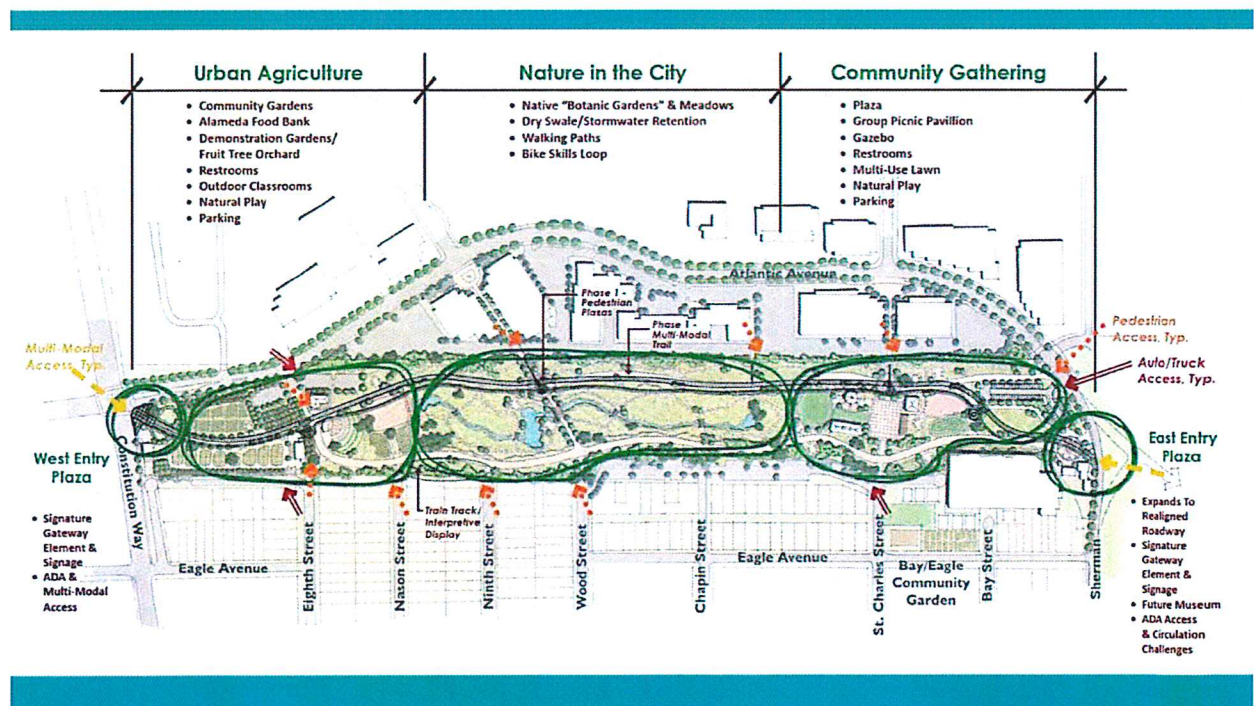 Urban Agriculture
• Community Gardens
• Alameda Food Bank
• Demonstration Gardens/
Fruit Tree Orchard
• Restrooms
• Outdoor Classrooms
• Natural Play
• Parking
Nature in the City
• Native "Botanic Gardens" & Meadows
• Dry Swale/Stormwater Retention
• Walking Paths
• Bike Skills Loop
Community Gathering
• Plaza
• Group Picnic Pavillion
• Gazebo
• Restrooms
• Multi-Use Lawn
• Natural Play
• Parking
Atlantic Avenue
Phase 1 -
Pedestrian
Plazas
Phase 1 -
Multi-Modal
Trail
Multi-Modal
Access, Typ.
Pedestrian
Access, Typ.
Auto/Truck
Access, Typ.
West Entry
Plaza
• Signature
Gateway
Element &
Signage
• ADA &
Multi-Modal
Access
Constitution Way
East Entry
Plaza
• Expands To
Realigned
Roadway
• Signature
Gateway
Element &
Signage
• Future Museum
• ADA Access
& Circulation
Challenges
Train Track/
Interpretive
Display
Eagle Avenue
Eighth Street
Nason Street
Ninth Street
Wood Street
Chapin Street
Eagle Avenue
St. Charles Street
Bay/Eagle
Community
Garden
Bay Street
Sherman